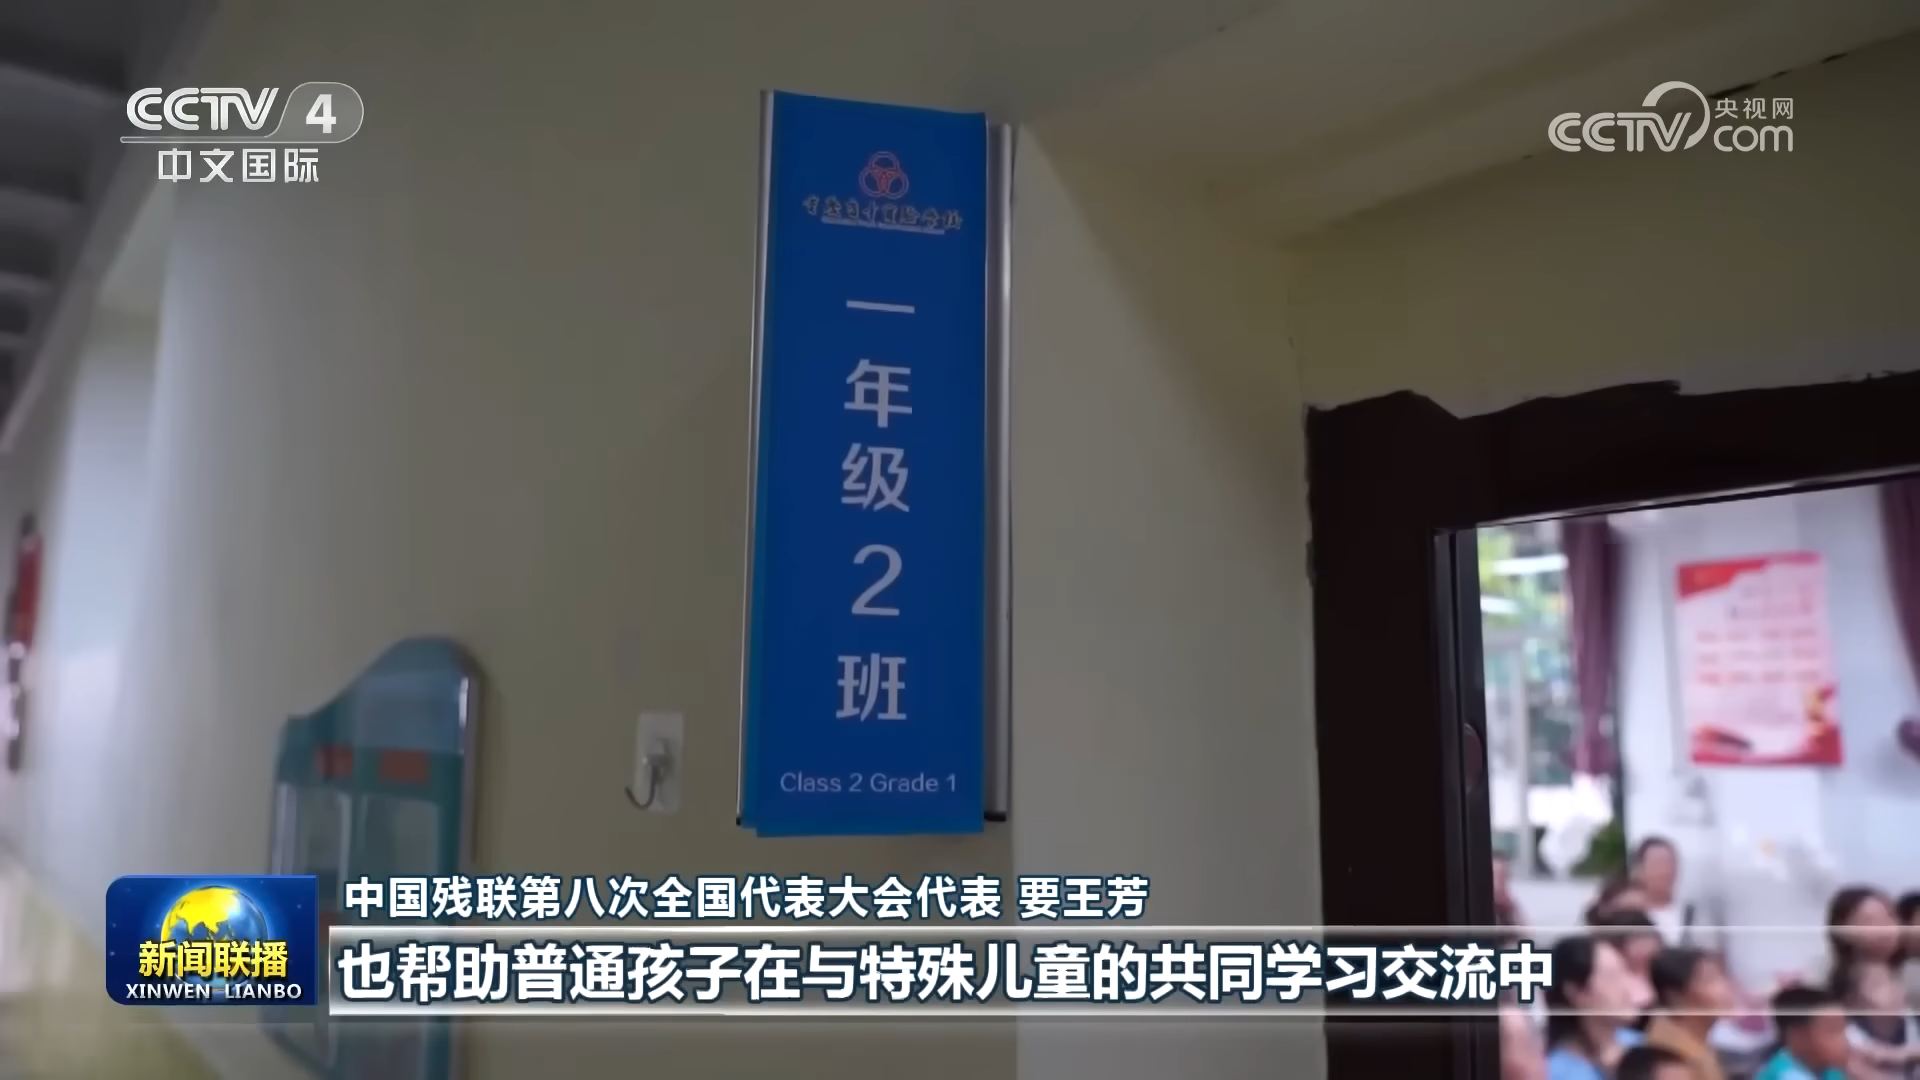 CCTV 4
中文国际
央视网
CCTV com
一年级2班
Class 2 Grade 1
中国残联第八次全国代表大会代表 要王芳
新闻联播
XINWEN LIANBO
也帮助普通孩子在与特殊儿童的共同学习交流中